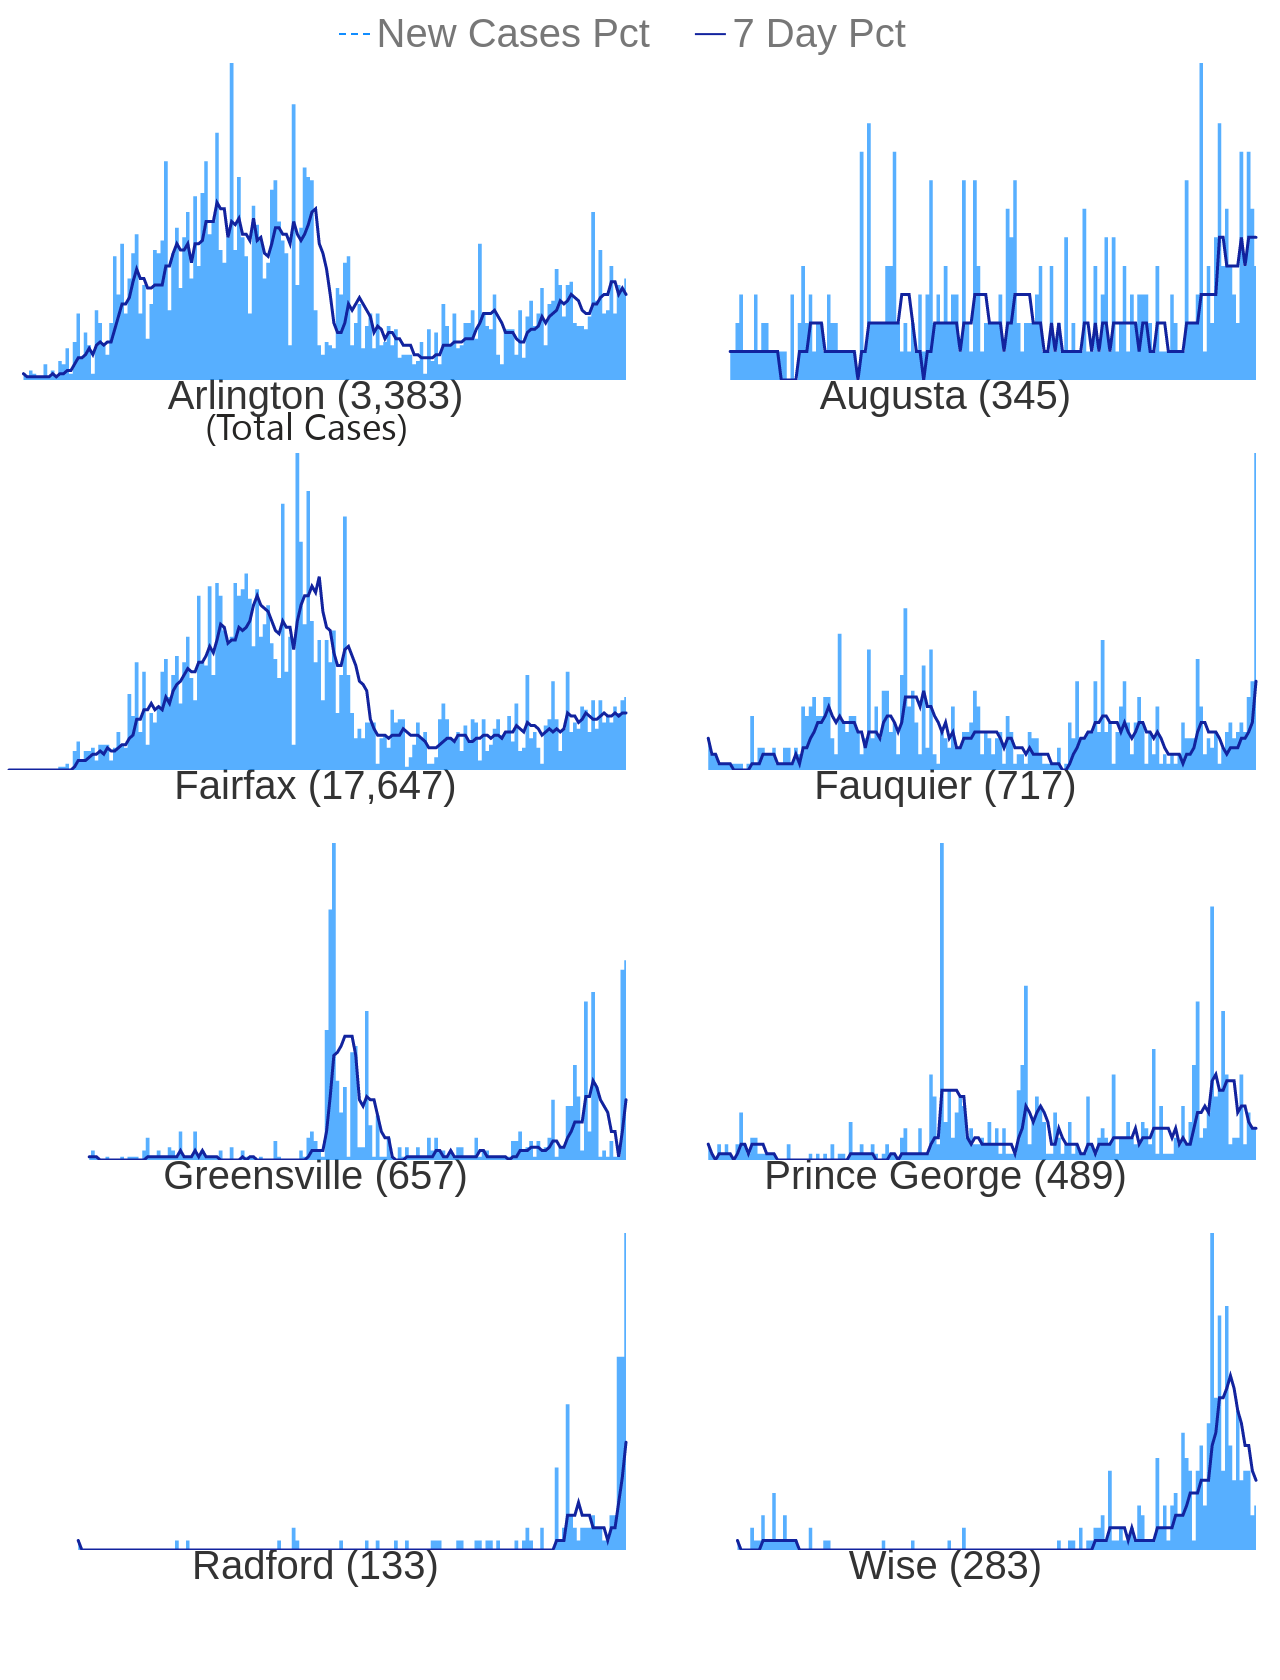 New Cases Pct 7 Day Pct
Arlington (3,383) Augusta (345)
(Total Cases)
Fairfax (17,647) Fauquier (717)
Greensville (657) Prince George (489)
Radford (133) Wise (283)